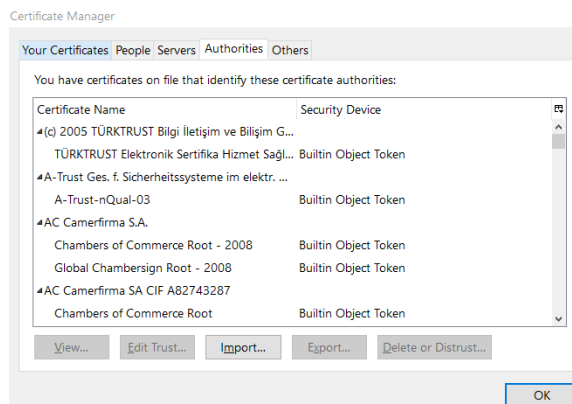 Certificate Manager
Your Certificates People Servers Authorities Others
You have certificates on file that identify these certificate authorities:
Certificate Name Security Device
(c) 2005 TÜRKTRUST Bilgi İletişim ve Bilişim G...
TÜRKTRUST Elektronik Sertifika Hizmet Sağl... Builtin Object Token
A-Trust Ges. f. Sicherheitssysteme im elektr. ...
A-Trust-nQual-03 Builtin Object Token
AC Camerfirma S.A.
Chambers of Commerce Root - 2008 Builtin Object Token
Global Chambersign Root - 2008 Builtin Object Token
AC Camerfirma SA CIF A82743287
Chambers of Commerce Root Builtin Object Token
View... Edit Trust... Import... Export... Delete or Distrust...
OK